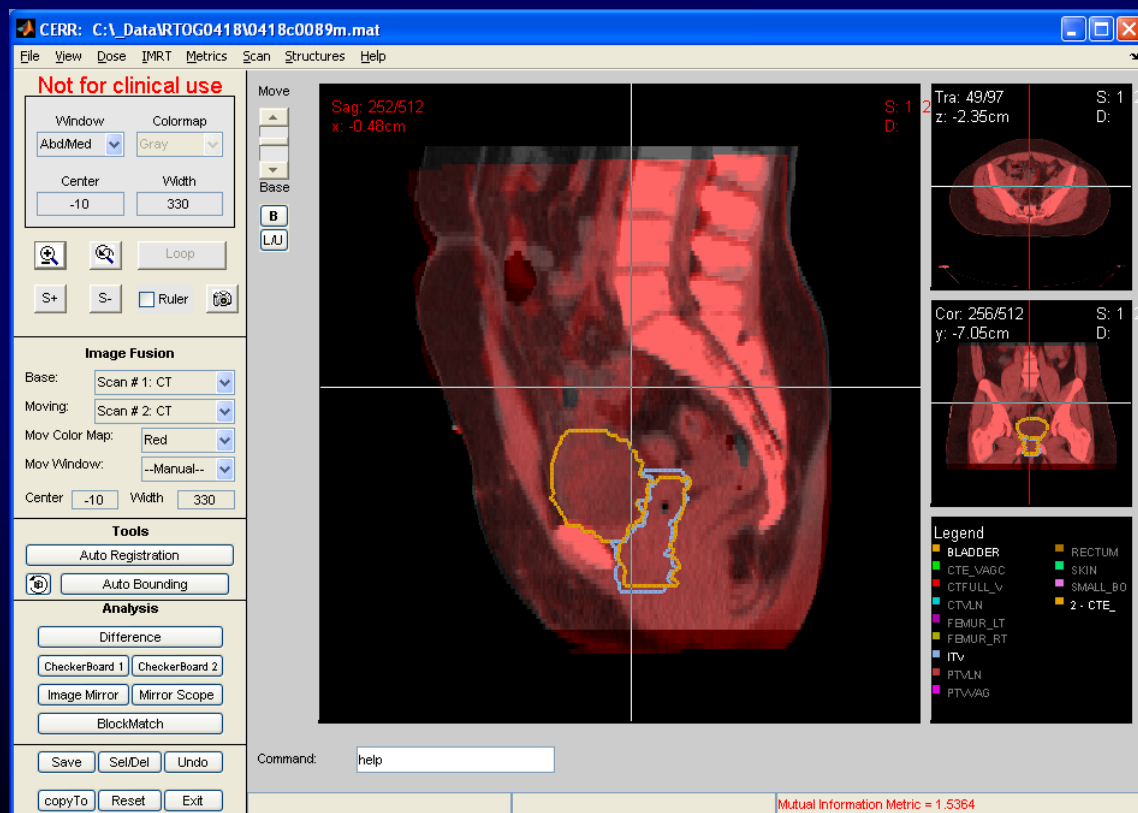 CERR: C:\_Data\RTOG0418\0418c0089m.mat
File View Dose IMRT Metrics Scan Structures Help
Not for clinical use
Window Colormap
Abd/Med Gray
Center Width
-10 330
Loop
S+ S- Ruler
Image Fusion
Base: Scan # 1: CT
Moving: Scan # 2: CT
Mov Color Map: Red
Mov Window: --Manual--
Center -10 Width 330
Tools
Auto Registration
Auto Bounding
Analysis
Difference
CheckerBoard 1 CheckerBoard 2
Image Mirror Mirror Scope
BlockMatch
Save Sel/Del Undo
copyTo Reset Exit
Move
Base
B
L/U
Sag: 252/512 S: 1 2
x: -0.48cm D:
Tra: 49/97 S: 1 2
z: -2.35cm D:
Cor: 256/512 S: 1 2
y: -7.05cm D:
Legend
BLADDER RECTUM
CTE_VAGC SKIN
CTFULL_V SMALL_BO
CTVLN 2 - CTE_
FEMUR_LT
FEMUR_RT
ITV
PTVLN
PTVVAG
Command: help
Mutual Information Metric = 1.5364